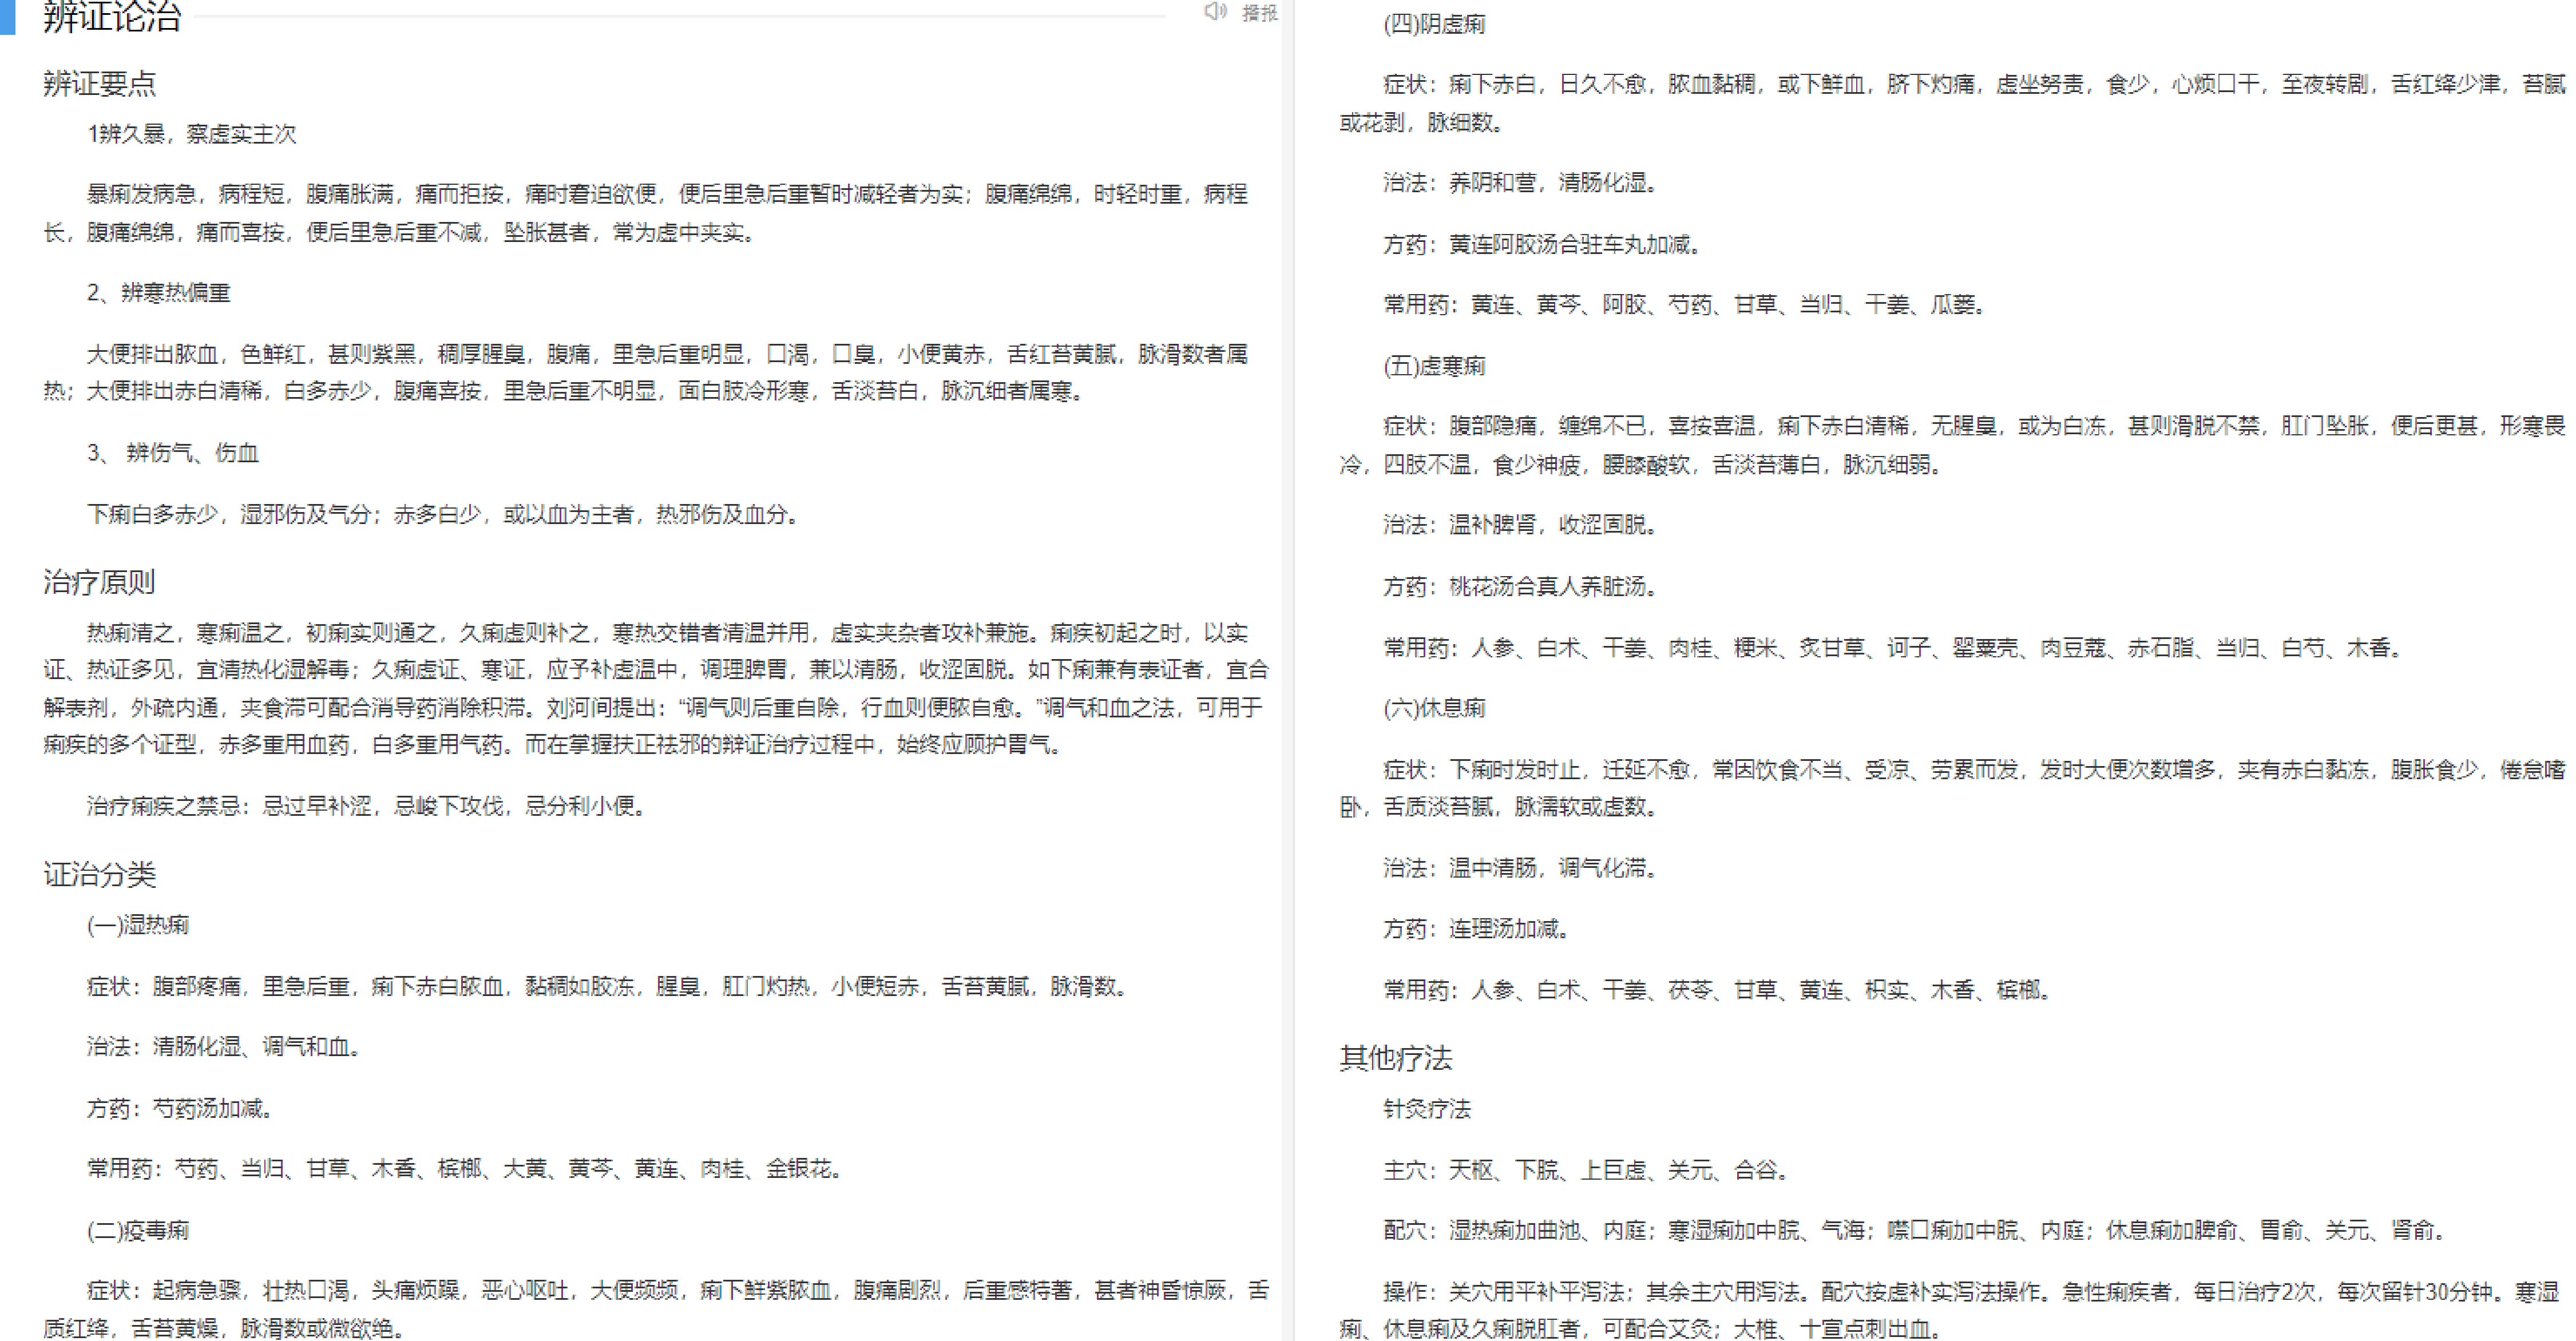 辨证论治
播报
辨证要点
1辨久暴，察虚实主次
暴痢发病急，病程短，腹痛胀满，痛而拒按，痛时窘迫欲便，便后里急后重暂时减轻者为实；腹痛绵绵，时轻时重，病程
长，腹痛绵绵，痛而喜按，便后里急后重不减，坠胀甚者，常为虚中夹实。
2、辨寒热偏重
大便排出脓血，色鲜红，甚则紫黑，稠厚腥臭，腹痛，里急后重明显，口渴，口臭，小便黄赤，舌红苔黄腻，脉滑数者属
热；大便排出赤白清稀，白多赤少，腹痛喜按，里急后重不明显，面白肢冷形寒，舌淡苔白，脉沉细者属寒。
3、 辨伤气、伤血
下痢白多赤少，湿邪伤及气分；赤多白少，或以血为主者，热邪伤及血分。
治疗原则
热痢清之，寒痢温之，初痢实则通之，久痢虚则补之，寒热交错者清温并用，虚实夹杂者攻补兼施。痢疾初起之时，以实
证、热证多见，宜清热化湿解毒；久痢虚证、寒证，应予补虚温中，调理脾胃，兼以清肠，收涩固脱。如下痢兼有表证者，宜合
解表剂，外疏内通，夹食滞可配合消导药消除积滞。刘河间提出：“调气则后重自除，行血则便脓自愈。”调气和血之法，可用于
痢疾的多个证型，赤多重用血药，白多重用气药。而在掌握扶正祛邪的辩证治疗过程中，始终应顾护胃气。
治疗痢疾之禁忌：忌过早补涩，忌峻下攻伐，忌分利小便。
证治分类
(一)湿热痢
症状：腹部疼痛，里急后重，痢下赤白脓血，黏稠如胶冻，腥臭，肛门灼热，小便短赤，舌苔黄腻，脉滑数。
治法：清肠化湿、调气和血。
方药：芍药汤加减。
常用药：芍药、当归、甘草、木香、槟榔、大黄、黄芩、黄连、肉桂、金银花。
(二)疫毒痢
症状：起病急骤，壮热口渴，头痛烦躁，恶心呕吐，大便频频，痢下鲜紫脓血，腹痛剧烈，后重感特著，甚者神昏惊厥，舌
质红绛，舌苔黄燥，脉滑数或微欲绝。
(四)阴虚痢
症状：痢下赤白，日久不愈，脓血黏稠，或下鲜血，脐下灼痛，虚坐努责，食少，心烦口干，至夜转剧，舌红绛少津，苔腻
或花剥，脉细数。
治法：养阴和营，清肠化湿。
方药：黄连阿胶汤合驻车丸加减。
常用药：黄连、黄芩、阿胶、芍药、甘草、当归、干姜、瓜蒌。
(五)虚寒痢
症状：腹部隐痛，缠绵不已，喜按喜温，痢下赤白清稀，无腥臭，或为白冻，甚则滑脱不禁，肛门坠胀，便后更甚，形寒畏
冷，四肢不温，食少神疲，腰膝酸软，舌淡苔薄白，脉沉细弱。
治法：温补脾肾，收涩固脱。
方药：桃花汤合真人养脏汤。
常用药：人参、白术、干姜、肉桂、粳米、炙甘草、诃子、罂粟壳、肉豆蔻、赤石脂、当归、白芍、木香。
(六)休息痢
症状：下痢时发时止，迁延不愈，常因饮食不当、受凉、劳累而发，发时大便次数增多，夹有赤白黏冻，腹胀食少，倦怠嗜
卧，舌质淡苔腻，脉濡软或虚数。
治法：温中清肠，调气化滞。
方药：连理汤加减。
常用药：人参、白术、干姜、茯苓、甘草、黄连、枳实、木香、槟榔。
其他疗法
针灸疗法
主穴：天枢、下脘、上巨虚、关元、合谷。
配穴：湿热痢加曲池、内庭；寒湿痢加中脘、气海；噤口痢加中脘、内庭；休息痢加脾俞、胃俞、关元、肾俞。
操作：关穴用平补平泻法；其余主穴用泻法。配穴按虚补实泻法操作。急性痢疾者，每日治疗2次，每次留针30分钟。寒湿
痢、休息痢及久痢脱肛者，可配合艾灸；大椎、十宣点刺出血。